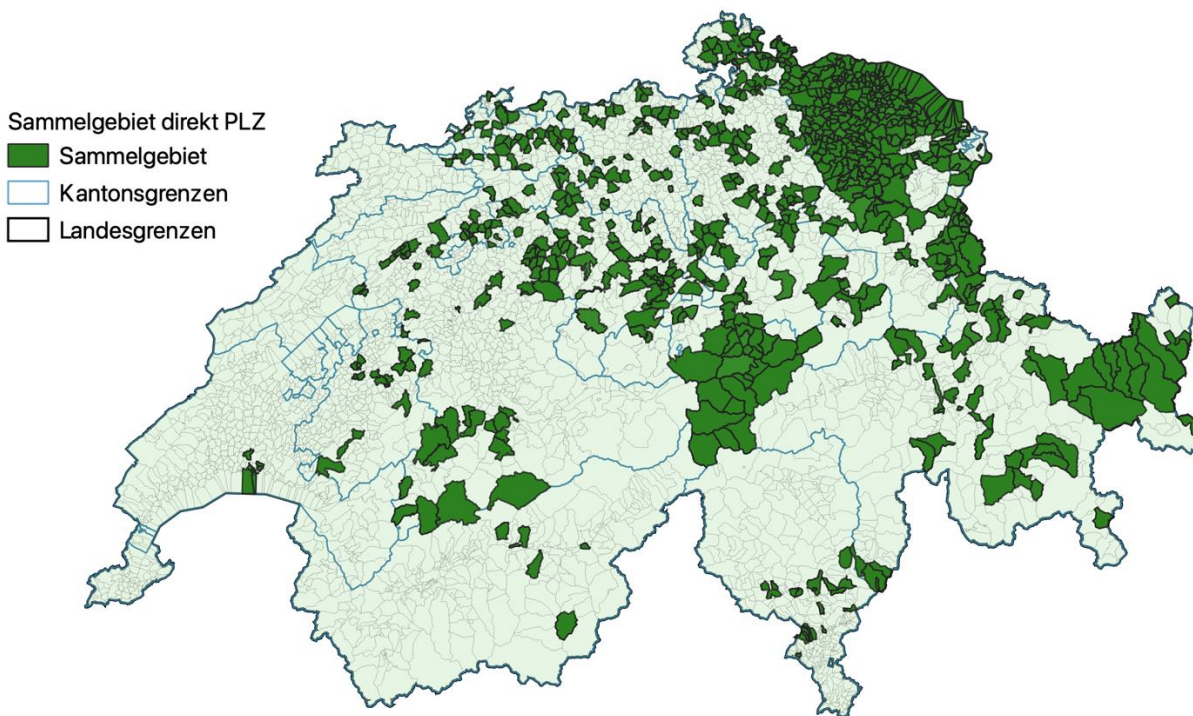 Sammelgebiet direkt PLZ
Sammelgebiet
Kantonsgrenzen
Landesgrenzen